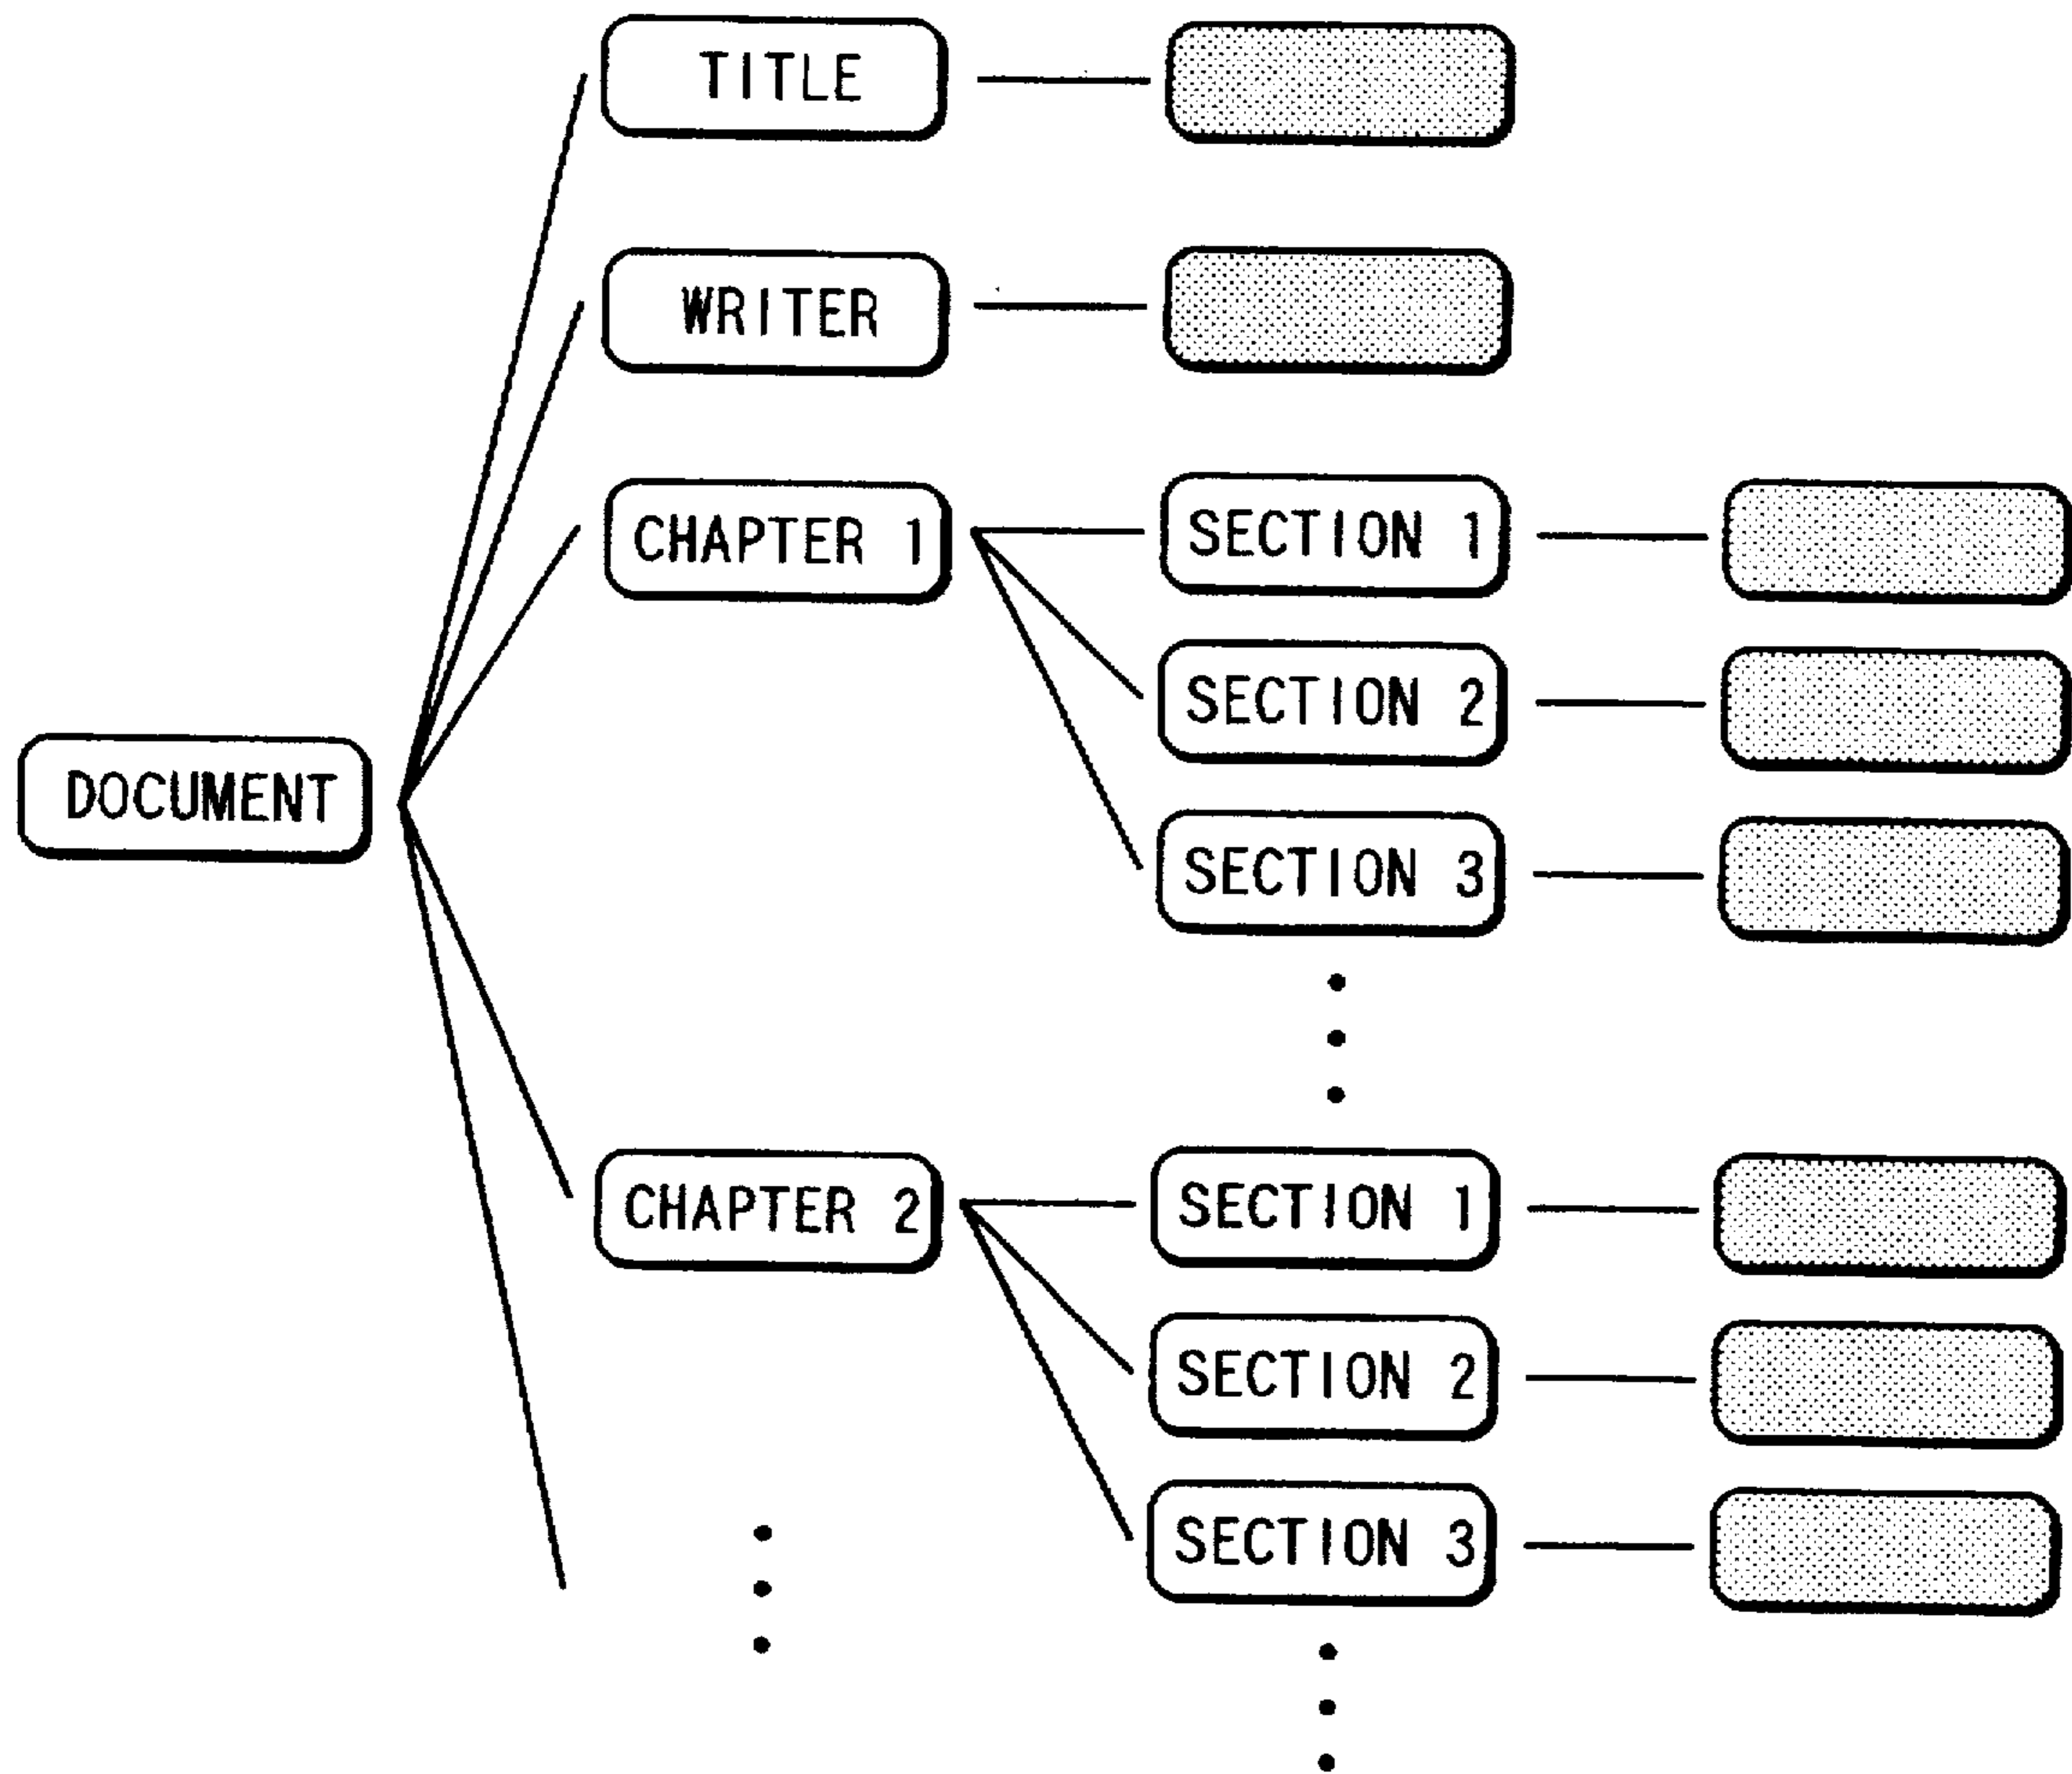 TITLE
WRITER
CHAPTER 1
SECTION 1
SECTION 2
SECTION 3
DOCUMENT
CHAPTER 2
SECTION 1
SECTION 2
SECTION 3